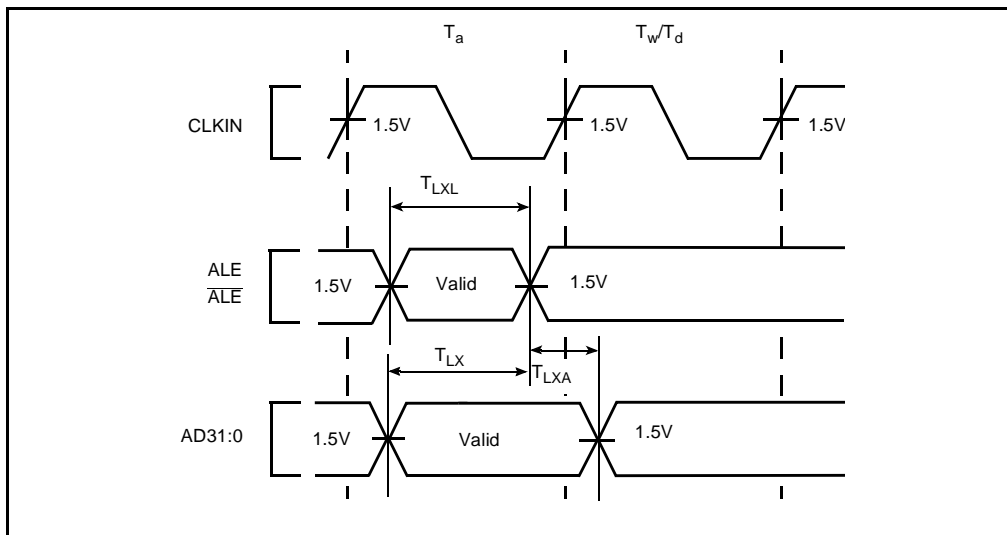 Ta
Tw/Td
CLKIN
1.5V
1.5V
1.5V
TLXL
ALE
ALE
1.5V
Valid
1.5V
TLX
TLXA
AD31:0
1.5V
Valid
1.5V